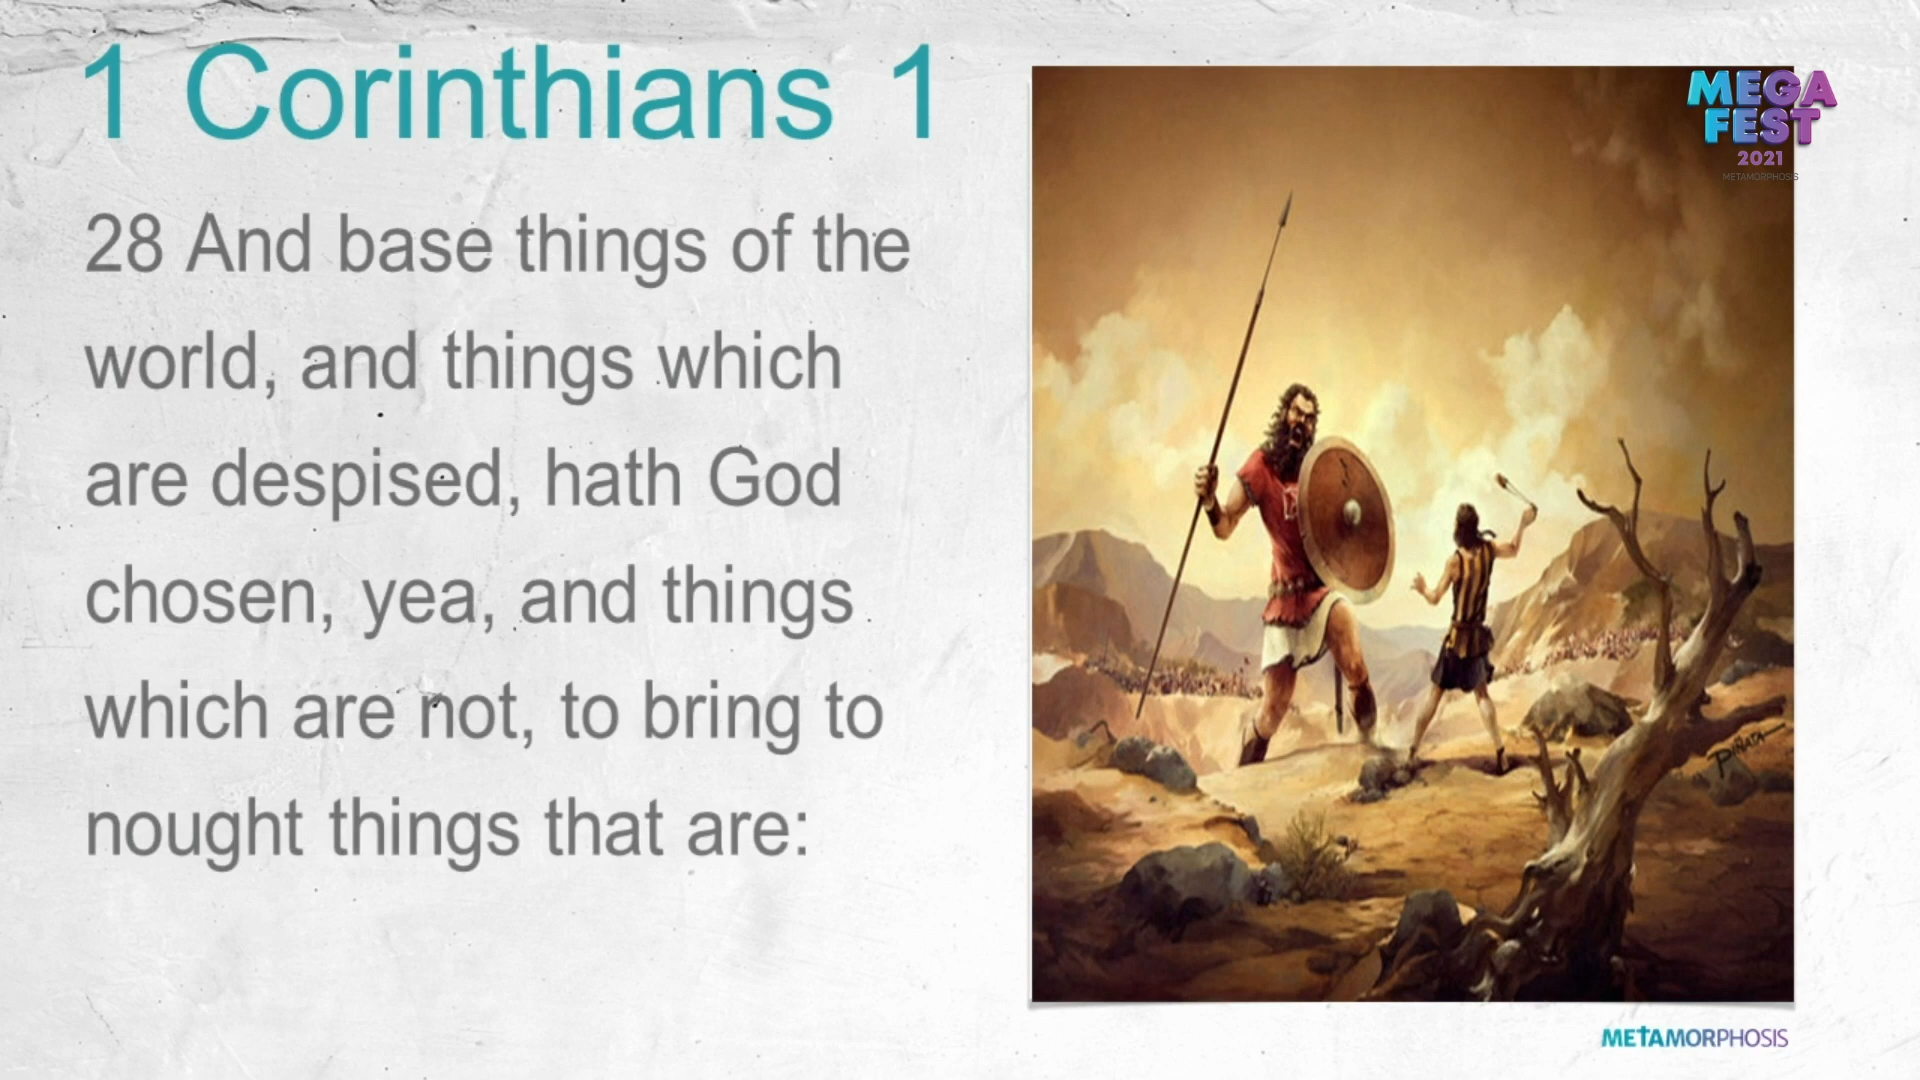 1 Corinthians 1
28 And base things of the
world, and things which
are despised, hath God
chosen, yea, and things
which are not, to bring to
nought things that are:
MEGA
FEST
2021
METAMORPHOSIS
PIÑATA
METAMORPHOSIS